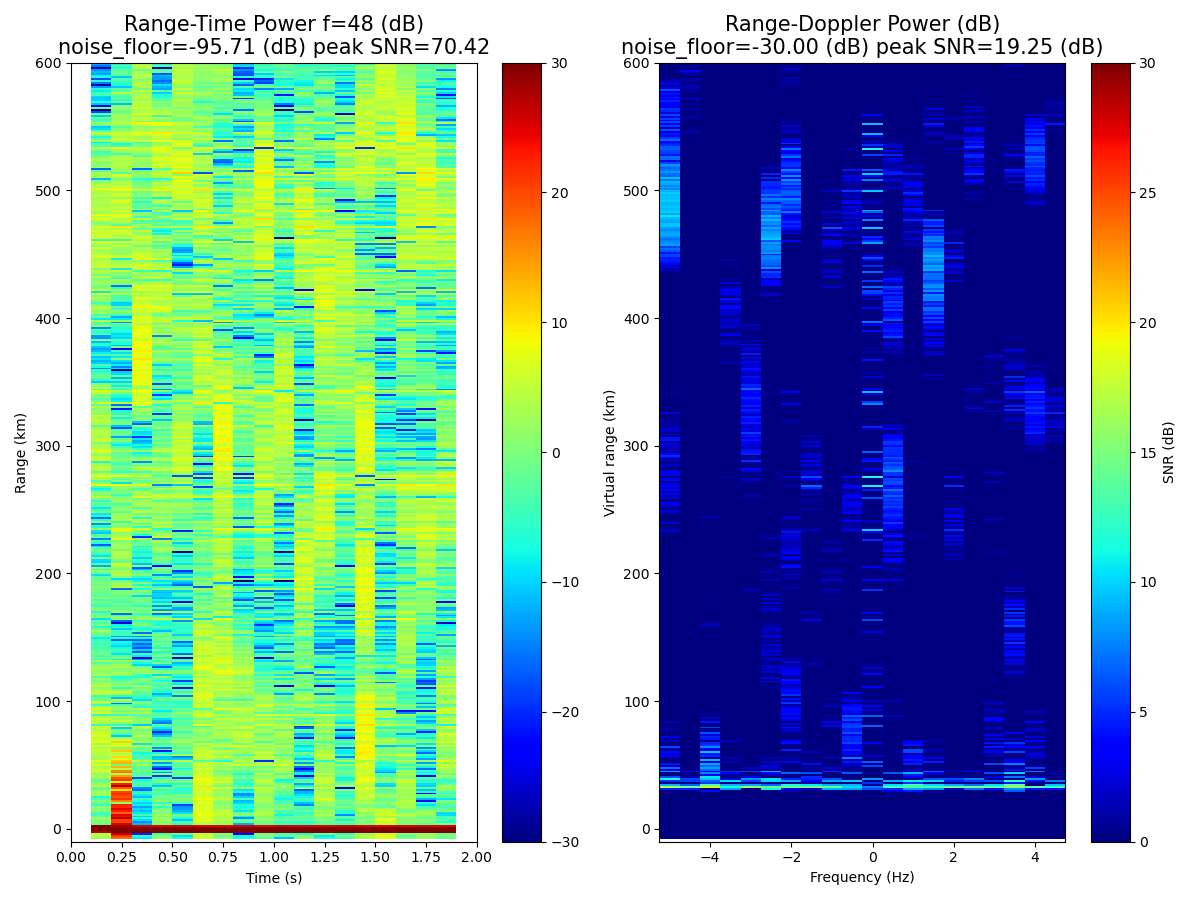 Range-Time Power f=48 (dB)
noise_floor=-95.71 (dB) peak SNR=70.42
600
500
400
300
200
100
0
Range (km)
0.00 0.25 0.50 0.75 1.00 1.25 1.50 1.75 2.00
Time (s)
30
20
10
0
−10
−20
−30
Range-Doppler Power (dB)
noise_floor=-30.00 (dB) peak SNR=19.25 (dB)
600
500
400
300
200
100
0
Virtual range (km)
−4 −2 0 2 4
Frequency (Hz)
30
25
20
15
10
5
0
SNR (dB)